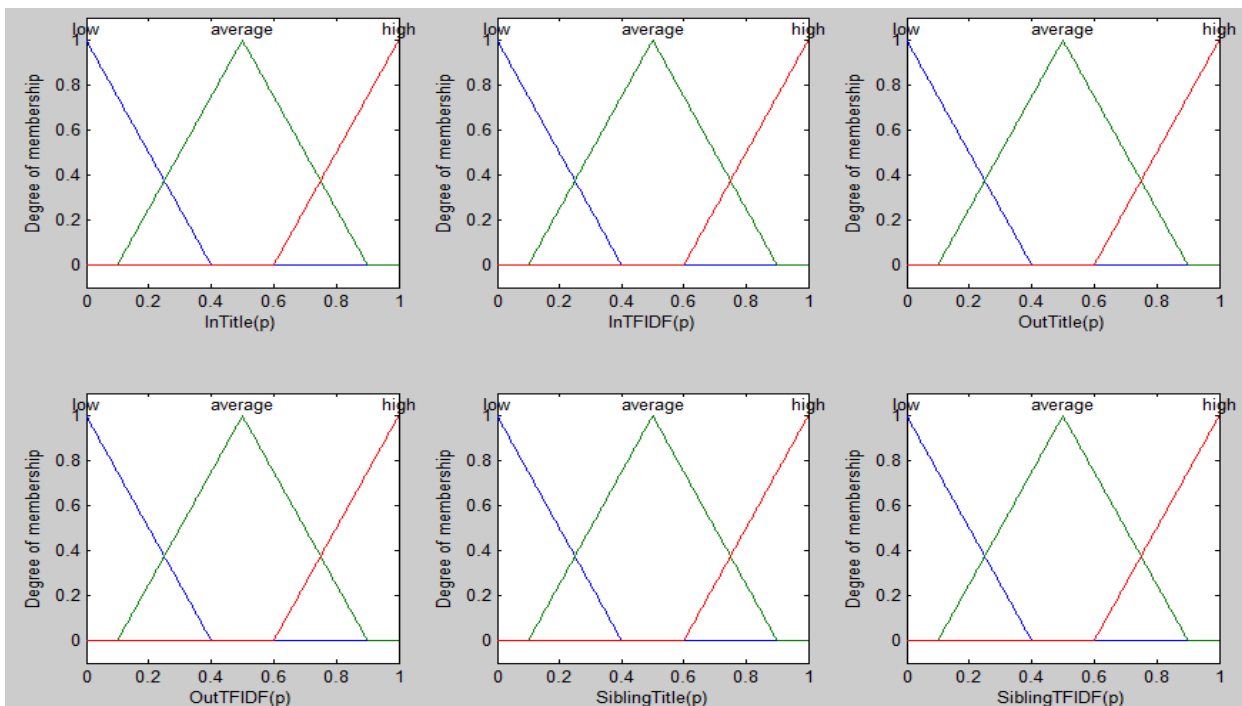 low average high low average high low average high
1 1 1
0.8 0.8 0.8
0.6 0.6 0.6
0.4 0.4 0.4
0.2 0.2 0.2
0 0 0
Degree of membership Degree of membership Degree of membership
0 0.2 0.4 0.6 0.8 1 0 0.2 0.4 0.6 0.8 1 0 0.2 0.4 0.6 0.8 1
InTitle(p) InTFIDF(p) OutTitle(p)
low average high low average high low average high
1 1 1
0.8 0.8 0.8
0.6 0.6 0.6
0.4 0.4 0.4
0.2 0.2 0.2
0 0 0
Degree of membership Degree of membership Degree of membership
0 0.2 0.4 0.6 0.8 1 0 0.2 0.4 0.6 0.8 1 0 0.2 0.4 0.6 0.8 1
OutTFIDF(p) SiblingTitle(p) SiblingTFIDF(p)